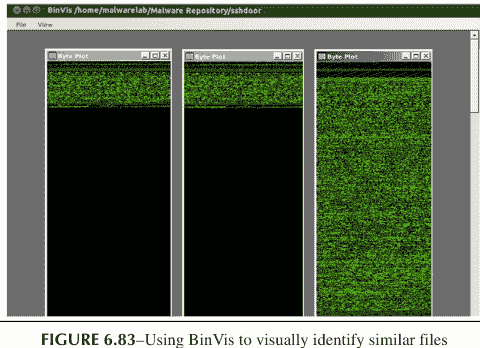 BinVis /home/malwarelab/Malware Repository/sshdoor
File View
Byte Plot
Byte Plot
Byte Plot
FIGURE 6.83–Using BinVis to visually identify similar files